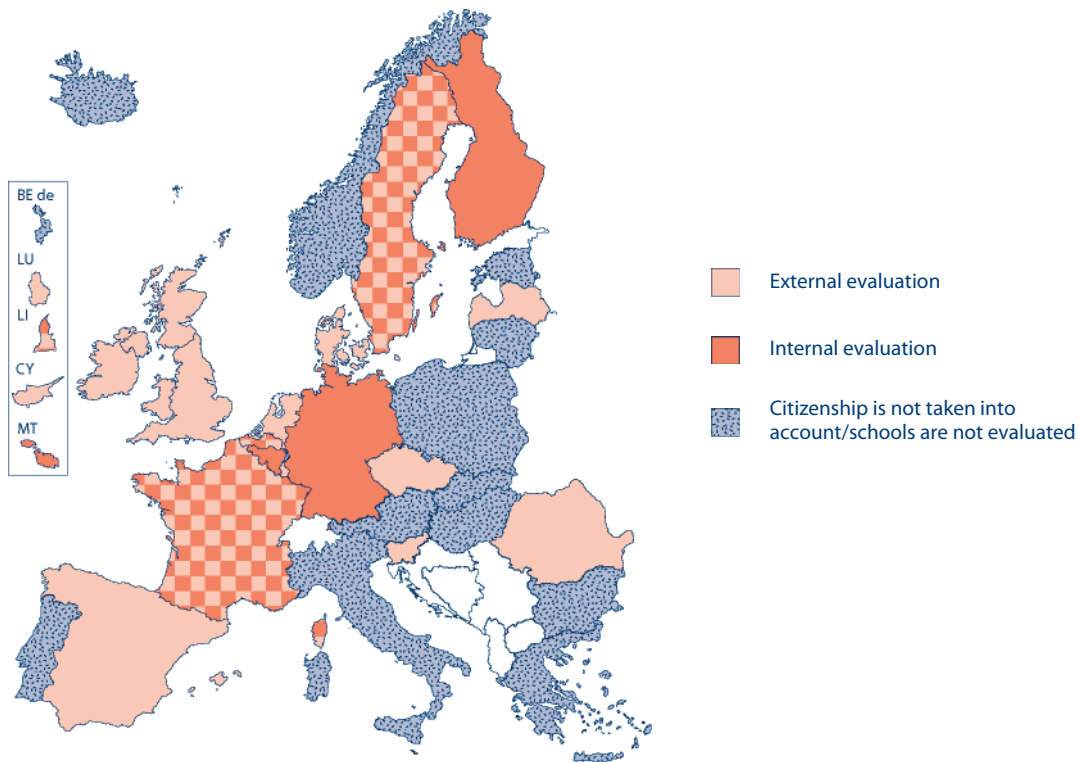 BE de
LU
LI
CY
MT
External evaluation
Internal evaluation
Citizenship is not taken into
account/schools are not evaluated